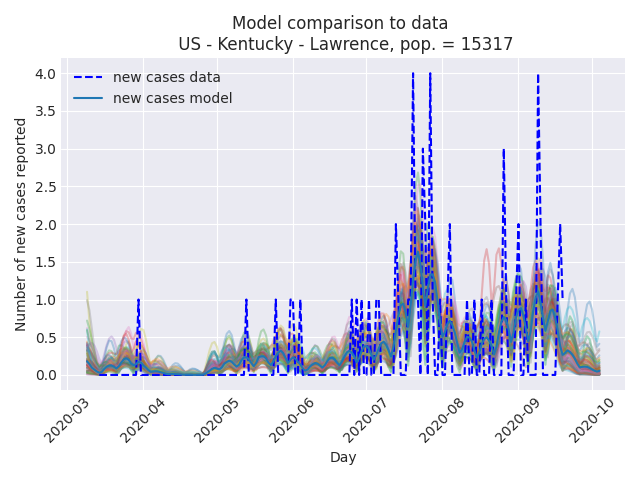 Model comparison to data
US - Kentucky - Lawrence, pop. = 15317
new cases data
new cases model
Number of new cases reported
4.0
3.5
3.0
2.5
2.0
1.5
1.0
0.5
0.0
2020-03
2020-04
2020-05
2020-06
2020-07
2020-08
2020-09
2020-10
Day